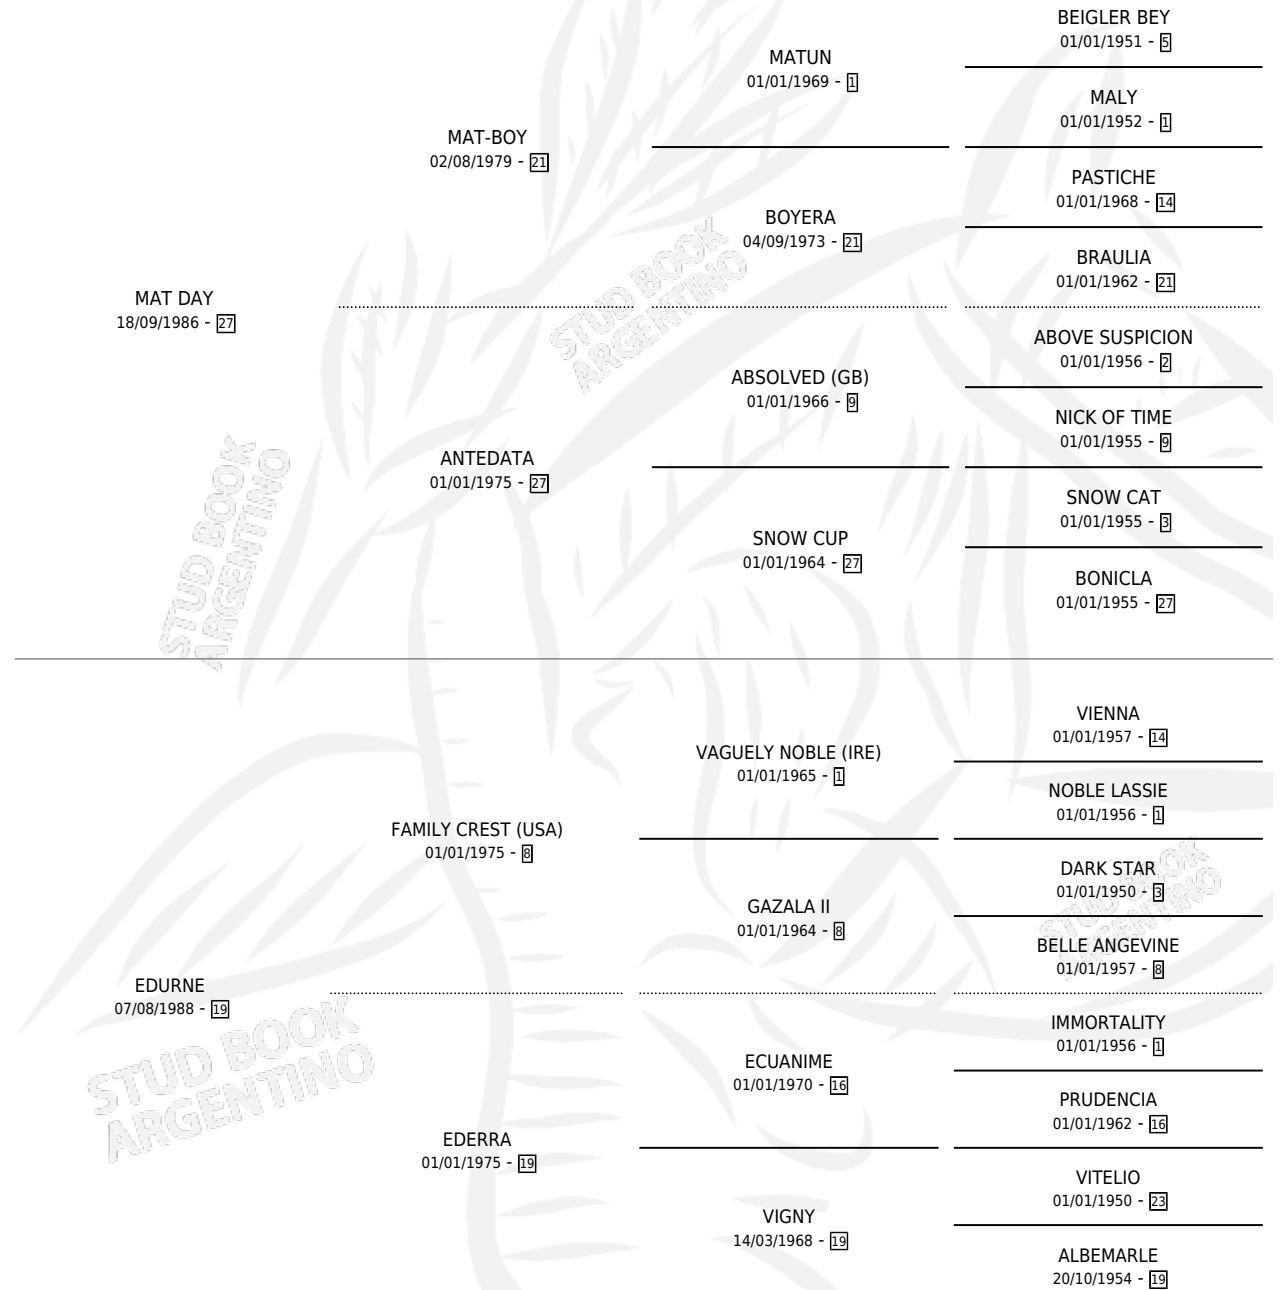 BEIGLER BEY
01/01/1951 - 5
MATUN
01/01/1969 - 1
MALY
01/01/1952 - 1
MAT-BOY
02/08/1979 - 21
PASTICHE
01/01/1968 - 14
BOYERA
04/09/1973 - 21
BRAULIA
01/01/1962 - 21
MAT DAY
18/09/1986 - 27
STUD BOOK
ARGENTINO
ABOVE SUSPICION
01/01/1956 - 2
ABSOLVED (GB)
01/01/1966 - 9
NICK OF TIME
01/01/1955 - 9
ANTEDATA
01/01/1975 - 27
SNOW CAT
01/01/1955 - 3
SNOW CUP
01/01/1964 - 27
BONICLA
01/01/1955 - 27
STUD BOOK
ARGENTINO
VIENNA
01/01/1957 - 14
VAGUELY NOBLE (IRE)
01/01/1965 - 1
NOBLE LASSIE
01/01/1956 - 1
FAMILY CREST (USA)
01/01/1975 - 8
DARK STAR
01/01/1950 - 3
GAZALA II
01/01/1964 - 8
BELLE ANGEVINE
01/01/1957 - 8
STUD BOOK
ARGENTINO
EDURNE
07/08/1988 - 19
IMMORTALITY
01/01/1956 - 1
ECUANIME
01/01/1970 - 16
PRUDENCIA
01/01/1962 - 16
STUD BOOK
ARGENTINO
EDERRA
01/01/1975 - 19
VITELIO
01/01/1950 - 23
VIGNY
14/03/1968 - 19
ALBEMARLE
20/10/1954 - 19